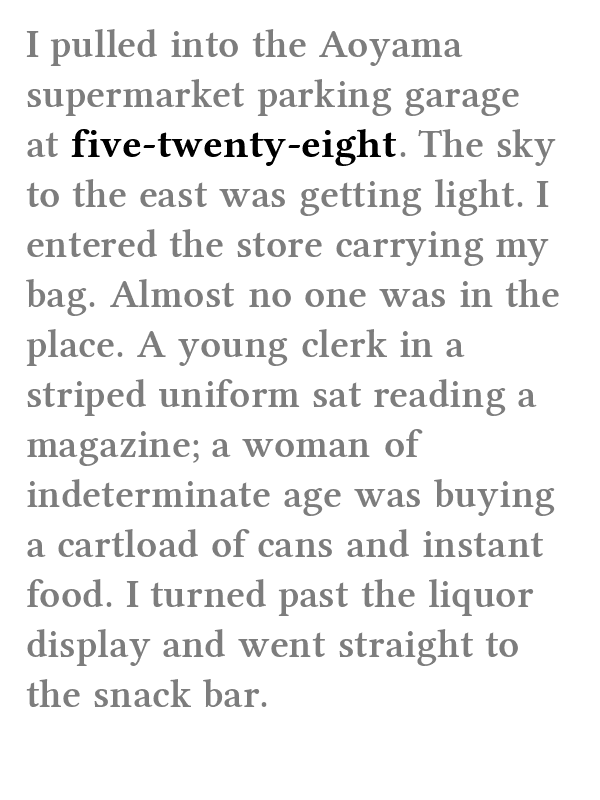 I pulled into the Aoyama
supermarket parking garage
at five-twenty-eight. The sky
to the east was getting light. I
entered the store carrying my
bag. Almost no one was in the
place. A young clerk in a
striped uniform sat reading a
magazine; a woman of
indeterminate age was buying
a cartload of cans and instant
food. I turned past the liquor
display and went straight to
the snack bar.